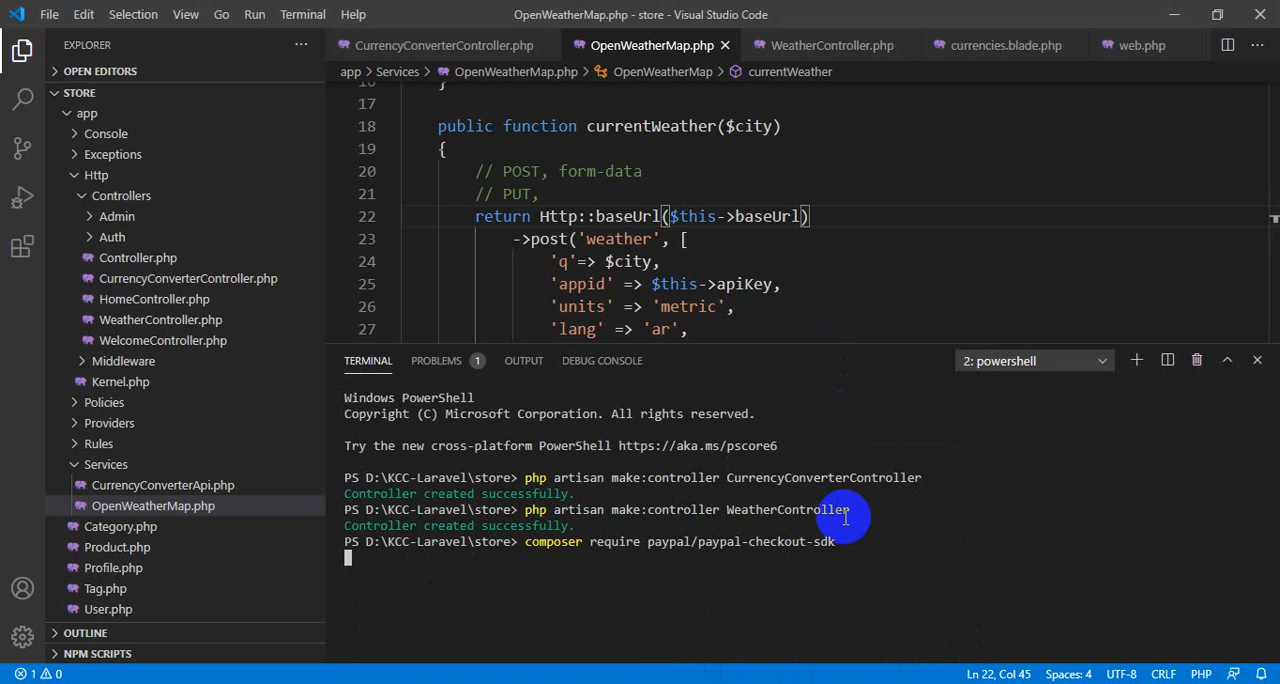 File Edit Selection View Go Run Terminal Help OpenWeatherMap.php - store - Visual Studio Code
EXPLORER
OPEN EDITORS
STORE
app
Console
Exceptions
Http
Controllers
Admin
Auth
Controller.php
CurrencyConverterController.php
HomeController.php
WeatherController.php
WelcomeController.php
Middleware
Kernel.php
Policies
Providers
Rules
Services
CurrencyConverterApi.php
OpenWeatherMap.php
Category.php
Product.php
Profile.php
Tag.php
User.php
OUTLINE
NPM SCRIPTS
CurrencyConverterController.php OpenWeatherMap.php WeatherController.php currencies.blade.php web.php
app > Services > OpenWeatherMap.php > OpenWeatherMap > currentWeather
16 }
17
18 public function currentWeather($city)
19 {
20 // POST, form-data
21 // PUT,
22 return Http::baseUrl($this->baseUrl)
23 ->post('weather', [
24 'q'=> $city,
25 'appid' => $this->apiKey,
26 'units' => 'metric',
27 'lang' => 'ar',
TERMINAL PROBLEMS 1 OUTPUT DEBUG CONSOLE 2: powershell
Windows PowerShell
Copyright (C) Microsoft Corporation. All rights reserved.
Try the new cross-platform PowerShell https://aka.ms/pscore6
PS D:\KCC-Laravel\store> php artisan make:controller CurrencyConverterController
Controller created successfully.
PS D:\KCC-Laravel\store> php artisan make:controller WeatherController
Controller created successfully.
PS D:\KCC-Laravel\store> composer require paypal/paypal-checkout-sdk
1 0 Ln 22, Col 45 Spaces: 4 UTF-8 CRLF PHP